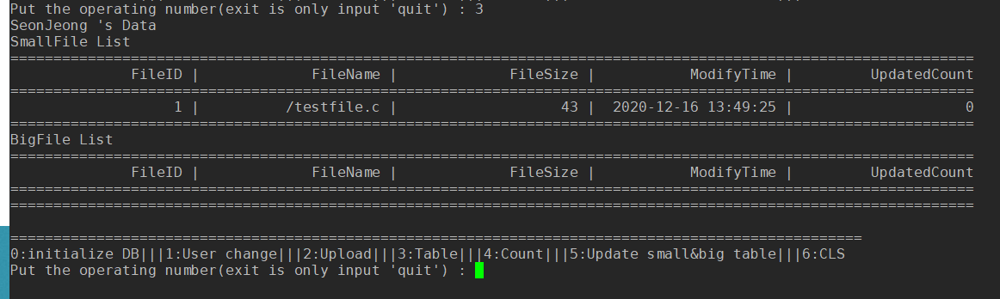 Put the operating number(exit is only input 'quit') : 3
SeonJeong 's Data
SmallFile List
================================================================================================================
FileID | FileName | FileSize | ModifyTime | UpdatedCount
================================================================================================================
1 | /testfile.c | 43 | 2020-12-16 13:49:25 | 0
================================================================================================================
BigFile List
================================================================================================================
FileID | FileName | FileSize | ModifyTime | UpdatedCount
================================================================================================================
================================================================================================================
===================================================================================================
0:initialize DB|||1:User change|||2:Upload|||3:Table|||4:Count|||5:Update small&big table|||6:CLS
Put the operating number(exit is only input 'quit') :